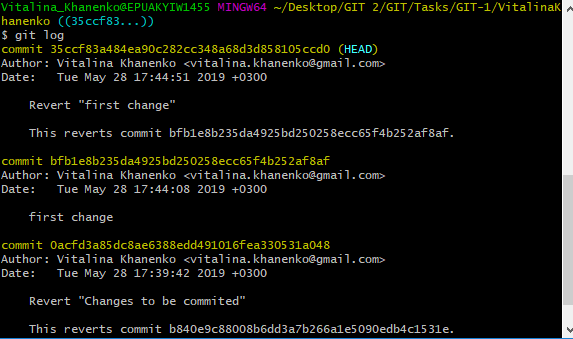 Vitalina_Khanenko@EPUAKYIW1455 MINGW64 ~/Desktop/GIT 2/GIT/Tasks/GIT-1/VitalinaK
hanenko ((35ccf83...))
$ git log
commit 35ccf83a484ea90c282cc348a68d3d858105ccd0 (HEAD)
Author: Vitalina Khanenko <vitalina.khanenko@gmail.com>
Date:   Tue May 28 17:44:51 2019 +0300
Revert "first change"
This reverts commit bfb1e8b235da4925bd250258ecc65f4b252af8af.
commit bfb1e8b235da4925bd250258ecc65f4b252af8af
Author: Vitalina Khanenko <vitalina.khanenko@gmail.com>
Date:   Tue May 28 17:44:08 2019 +0300
first change
commit 0acfd3a85dc8ae6388edd491016fea330531a048
Author: Vitalina Khanenko <vitalina.khanenko@gmail.com>
Date:   Tue May 28 17:39:42 2019 +0300
Revert "Changes to be commited"
This reverts commit b840e9c88008b6dd3a7b266a1e5090edb4c1531e.